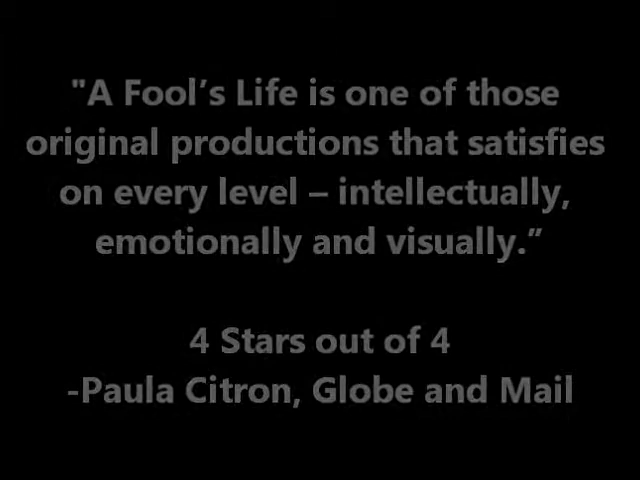 "A Fool’s Life is one of those
original productions that satisfies
on every level – intellectually,
emotionally and visually.”
4 Stars out of 4
-Paula Citron, Globe and Mail